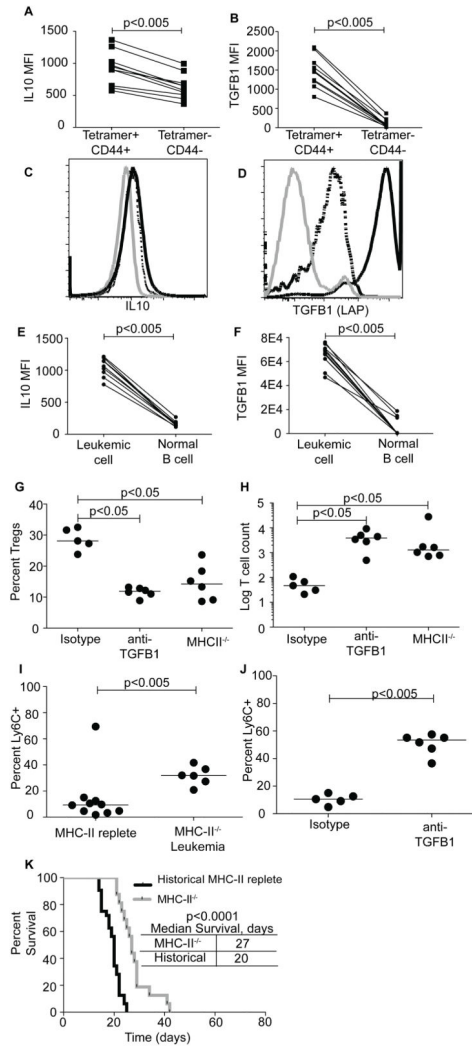 A
p<0.005
IL10 MFI
1500
1000
500
0
Tetramer+ Tetramer-
CD44+ CD44-
B
p<0.005
TGFB1 MFI
2500
2000
1500
1000
500
0
Tetramer+ Tetramer-
CD44+ CD44-
C
IL10
D
TGFB1 (LAP)
E
p<0.005
IL10 MFI
1500
1000
500
0
Leukemic Normal
cell B cell
F
p<0.005
TGFB1 MFI
8E4
6E4
4E4
2E4
0
Leukemic Normal
cell B cell
G
p<0.05
p<0.05
Percent Tregs
40
30
20
10
0
Isotype anti- MHCII-/-
TGFB1
H
p<0.05
p<0.05
Log T cell count
5
4
3
2
1
0
Isotype anti- MHCII-/-
TGFB1
I
p<0.005
Percent Ly6C+
100
80
60
40
20
0
MHC-II replete MHC-II-/-
Leukemia
J
p<0.005
Percent Ly6C+
100
80
60
40
20
0
Isotype anti-
TGFB1
K
Historical MHC-II replete
MHC-II-/-
p<0.0001
Median Survival, days
MHC-II-/- 27
Historical 20
Percent
Survival
100
80
60
40
20
0
0 20 40 60 80
Time (days)